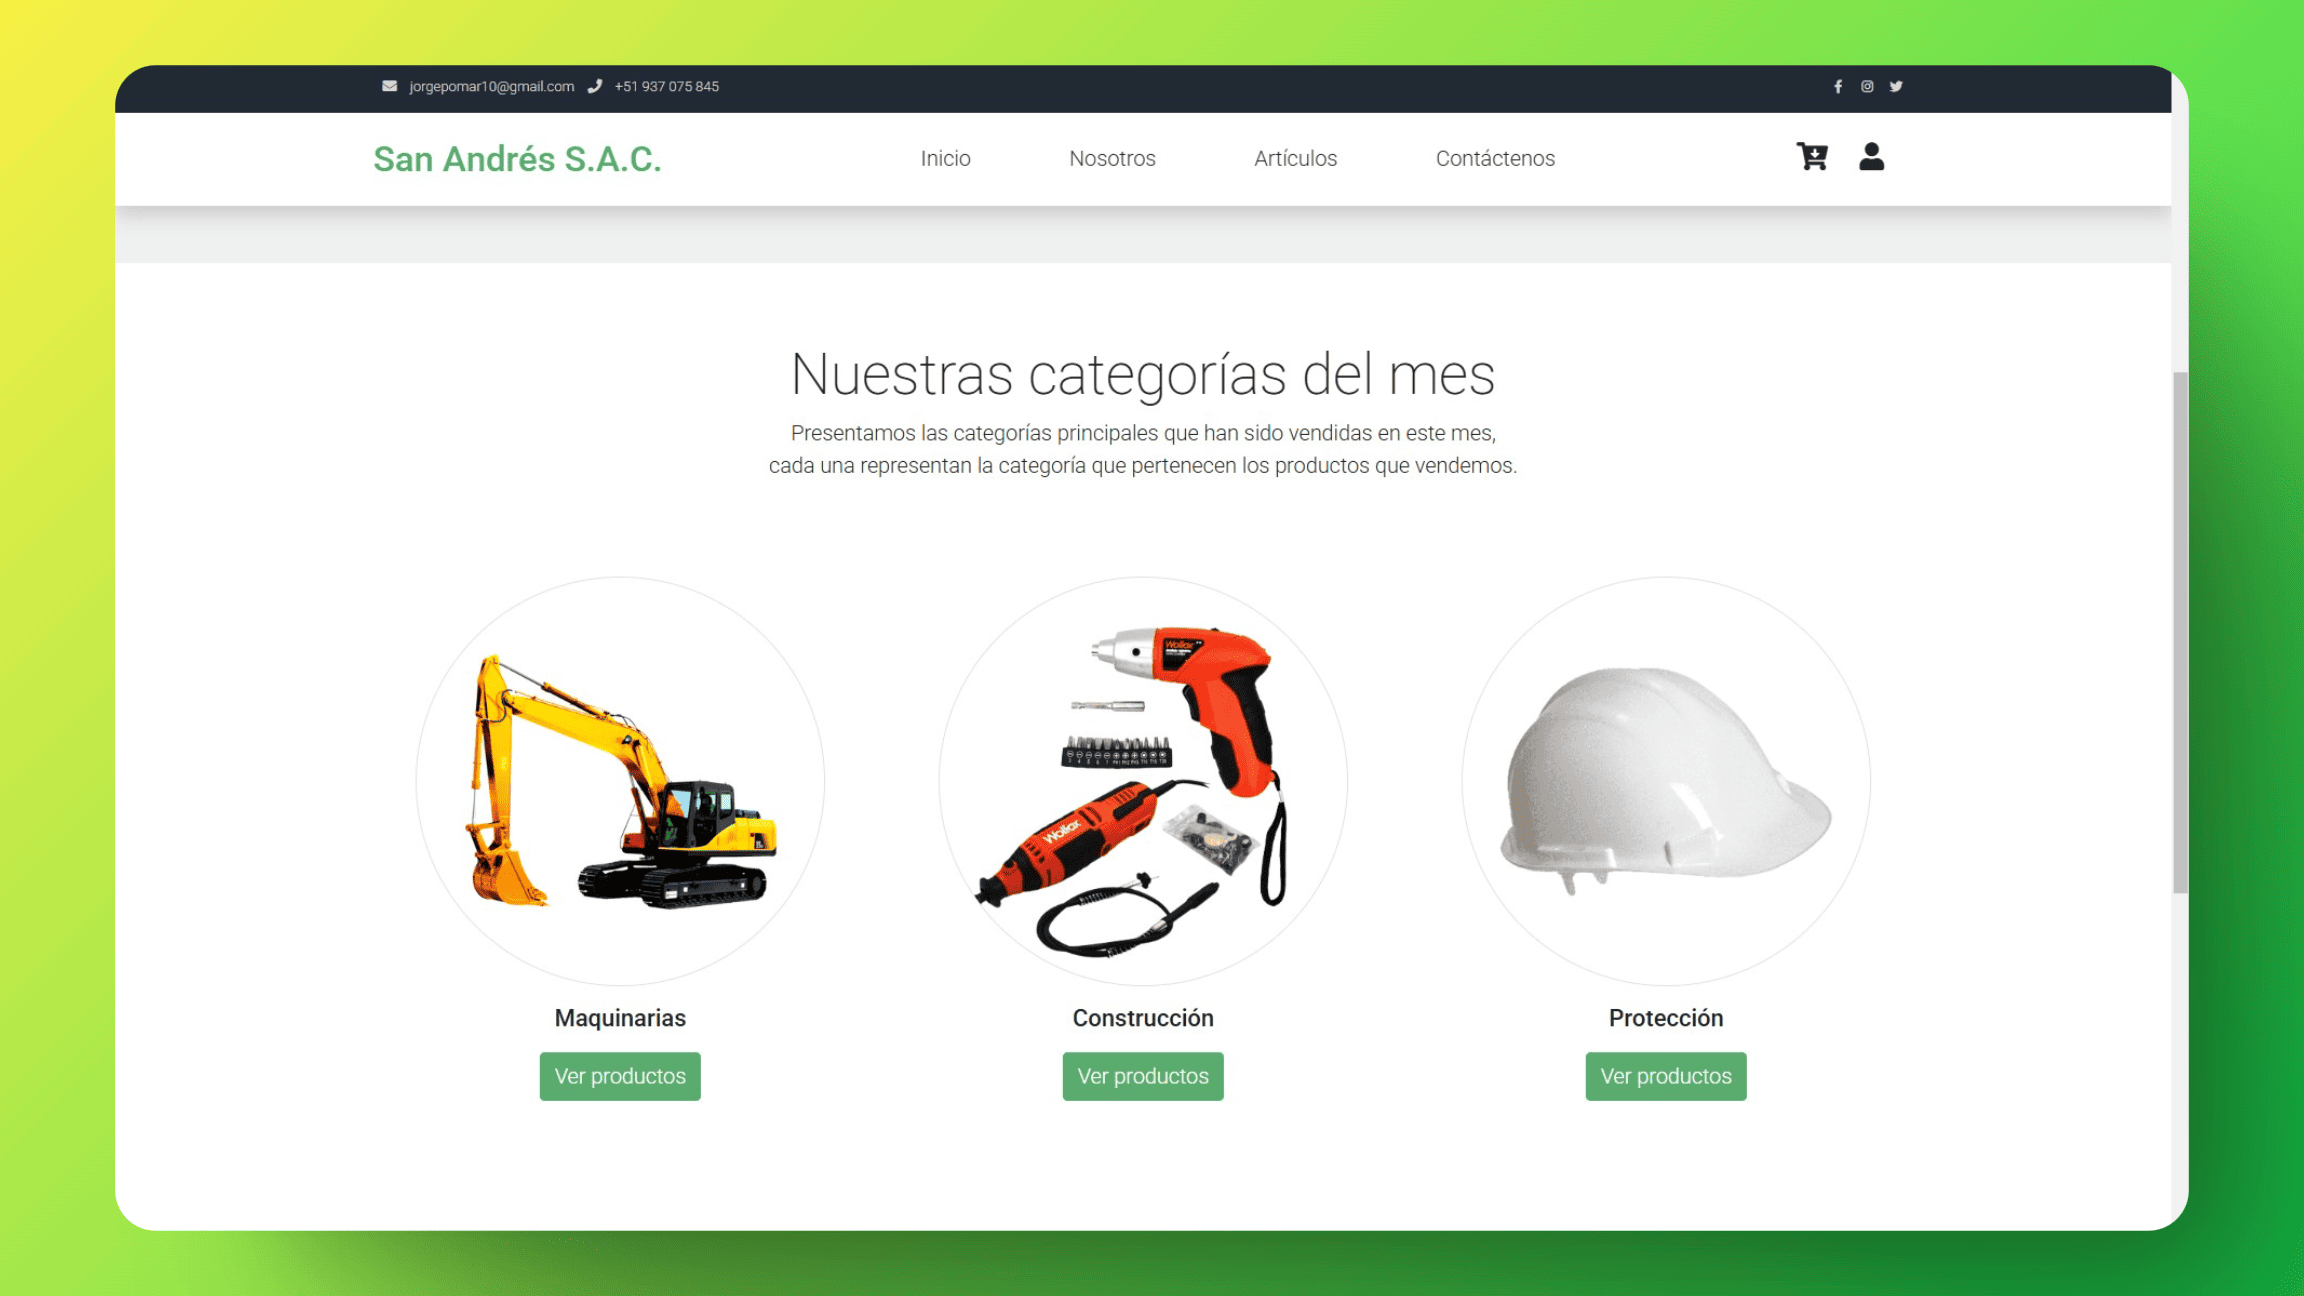 jorgepomar10@gmail.com +51 937 075 845
San Andrés S.A.C. Inicio Nosotros Artículos Contáctenos
Nuestras categorías del mes
Presentamos las categorías principales que han sido vendidas en este mes,
cada una representan la categoría que pertenecen los productos que vendemos.
Wollox
Wollox
Maquinarias Construcción Protección
Ver productos Ver productos Ver productos